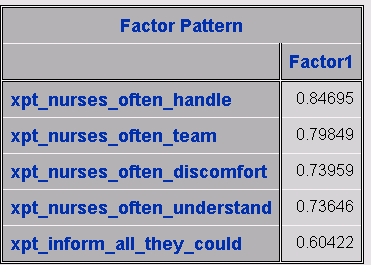 Factor Pattern
Factor1
xpt_nurses_often_handle 0.84695
xpt_nurses_often_team 0.79849
xpt_nurses_often_discomfort 0.73959
xpt_nurses_often_understand 0.73646
xpt_inform_all_they_could 0.60422